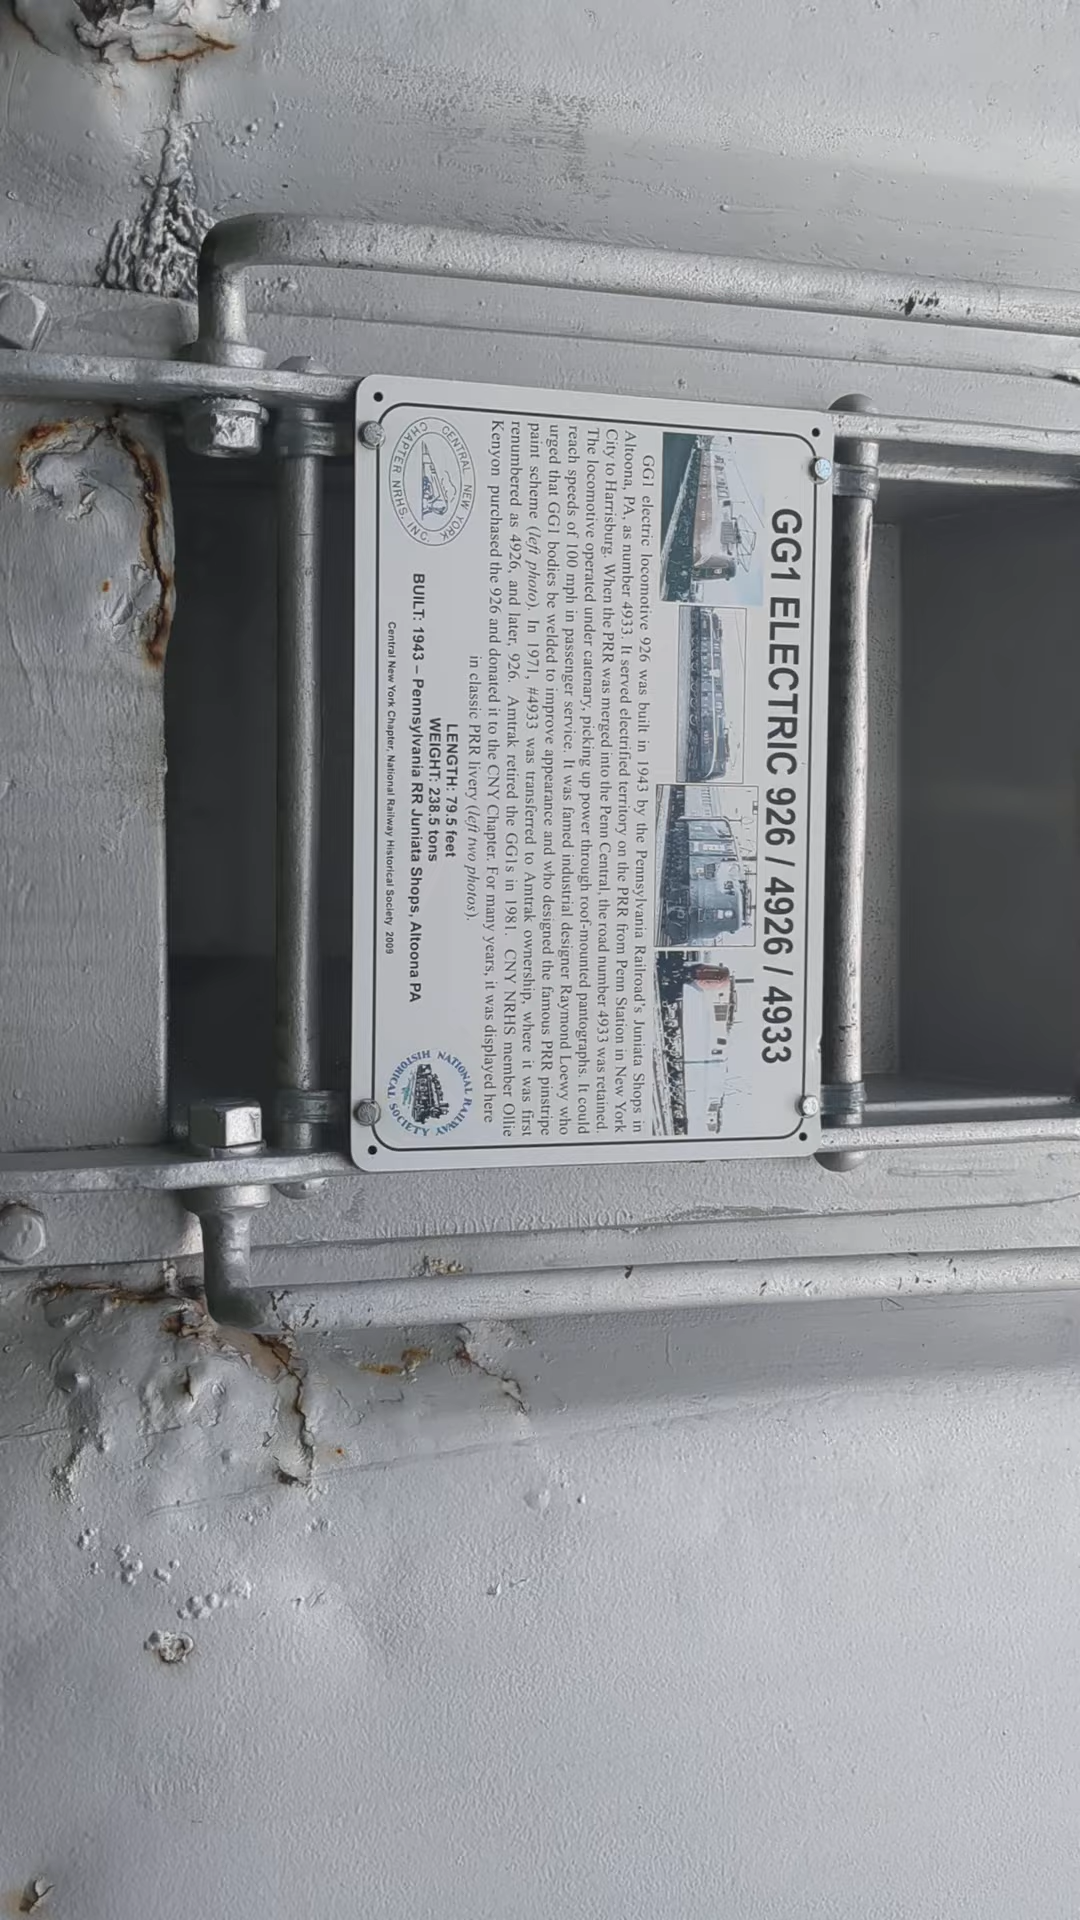 GG1 ELECTRIC 926 / 4926 / 4933
GG1 electric locomotive 926 was built in 1943 by the Pennsylvania Railroad's Juniata Shops in
Altoona, PA, as number 4933. It served electrified territory on the PRR from Penn Station in New York
City to Harrisburg. When the PRR was merged into the Penn Central, the road number 4933 was retained.
The locomotive operated under catenary, picking up power through roof-mounted pantographs. It could
reach speeds of 100 mph in passenger service. It was famed industrial designer Raymond Loewy who
urged that GG1 bodies be welded to improve appearance and who designed the famous PRR pinstripe
paint scheme (left photo). In 1971, #4933 was transferred to Amtrak ownership, where it was first
renumbered as 4926, and later, 926. Amtrak retired the GG1s in 1981. CNY NRHS member Ollie
Kenyon purchased the 926 and donated it to the CNY Chapter. For many years, it was displayed here
in classic PRR livery (left two photos).
LENGTH: 79.5 feet
WEIGHT: 238.5 tons
BUILT: 1943 – Pennsylvania RR Juniata Shops, Altoona PA
Central New York Chapter, National Railway Historical Society 2009
CENTRAL NEW YORK
CHAPTER NRHS, INC.
NATIONAL RAILWAY
HISTORICAL SOCIETY